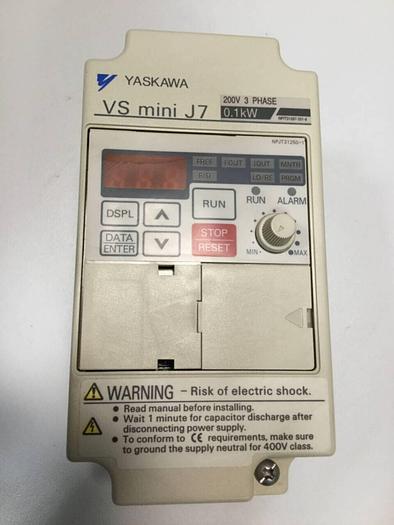 YASKAWA
VS mini J7
200V 3 PHASE
0.1kW
NPJT31250-1
FREF FOUT IOUT MNTR
F/R LO/RE PRGM
RUN ALARM
DSPL
RUN
DATA
ENTER
STOP
RESET
MIN MAX
WARNING - Risk of electric shock.
● Read manual before installing.
● Wait 1 minute for capacitor discharge after
disconnecting power supply.
● To conform to CE requirements, make sure
to ground the supply neutral for 400V class.